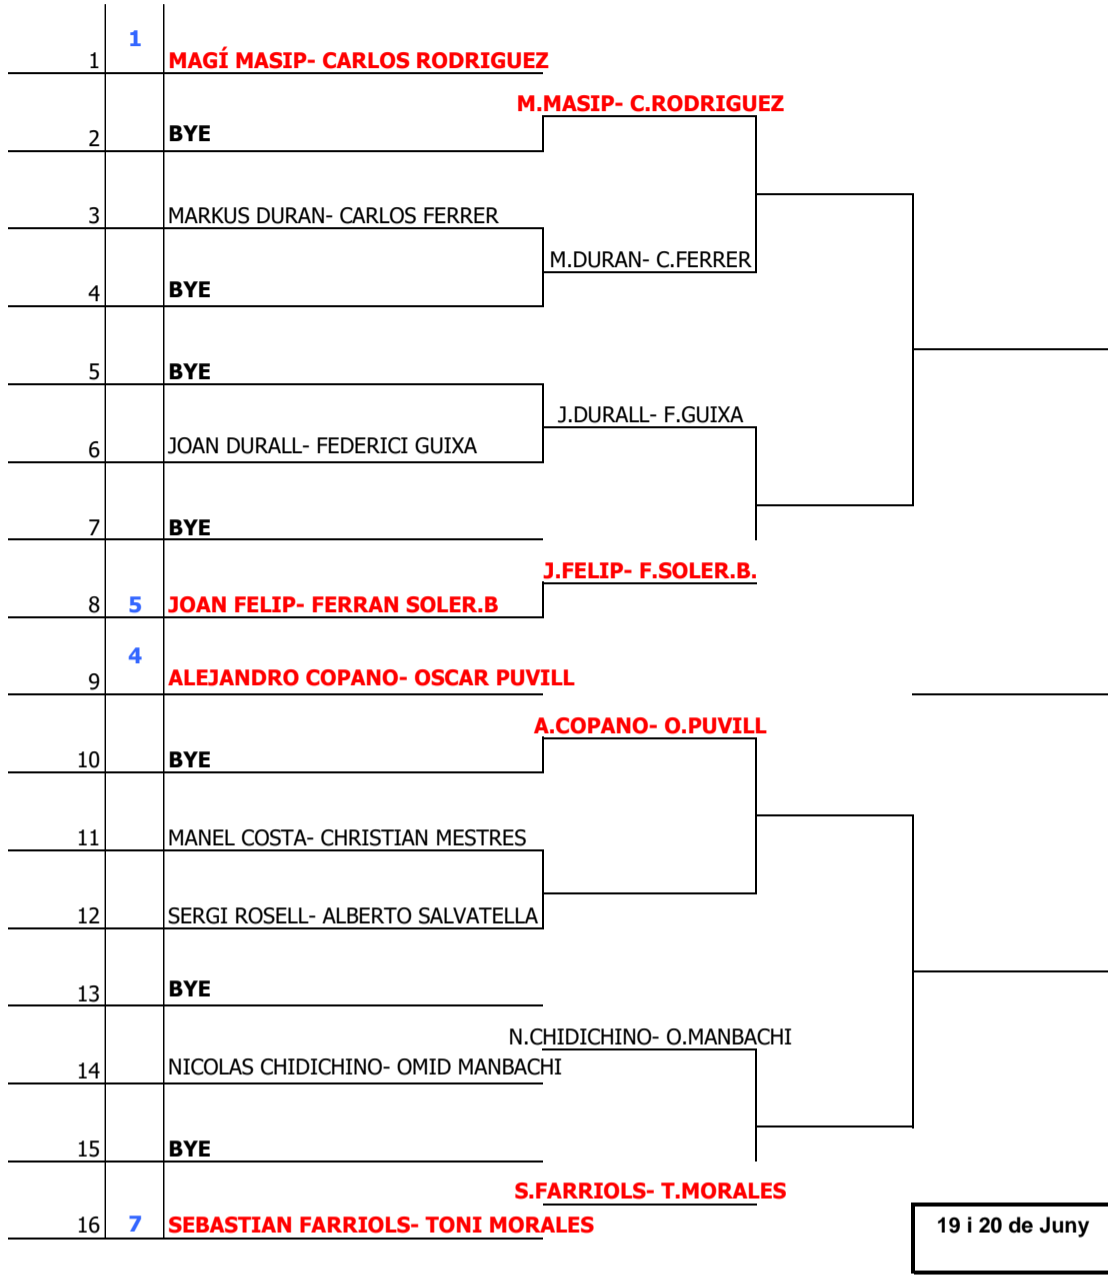 1
1 MAGÍ MASIP- CARLOS RODRIGUEZ
M.MASIP- C.RODRIGUEZ
2 BYE
3 MARKUS DURAN- CARLOS FERRER
M.DURAN- C.FERRER
4 BYE
5 BYE
J.DURALL- F.GUIXA
6 JOAN DURALL- FEDERICI GUIXA
7 BYE
J.FELIP- F.SOLER.B.
8 5 JOAN FELIP- FERRAN SOLER.B
4
9 ALEJANDRO COPANO- OSCAR PUVILL
A.COPANO- O.PUVILL
10 BYE
11 MANEL COSTA- CHRISTIAN MESTRES
12 SERGI ROSELL- ALBERTO SALVATELLA
13 BYE
N.CHIDICHINO- O.MANBACHI
14 NICOLAS CHIDICHINO- OMID MANBACHI
15 BYE
S.FARRIOLS- T.MORALES
16 7 SEBASTIAN FARRIOLS- TONI MORALES
19 i 20 de Juny